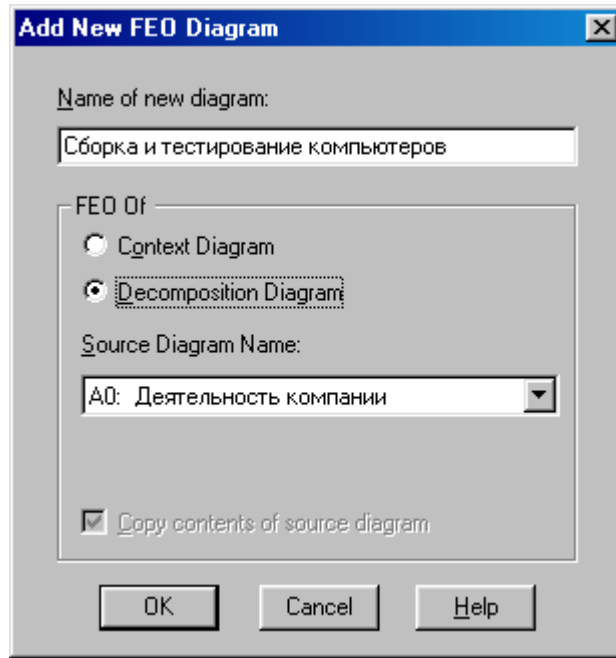 Add New FEO Diagram
Name of new diagram:
Сборка и тестирование компьютеров
FEO Of
Context Diagram
Decomposition Diagram
Source Diagram Name:
A0: Деятельность компании
Copy contents of source diagram
OK Cancel Help